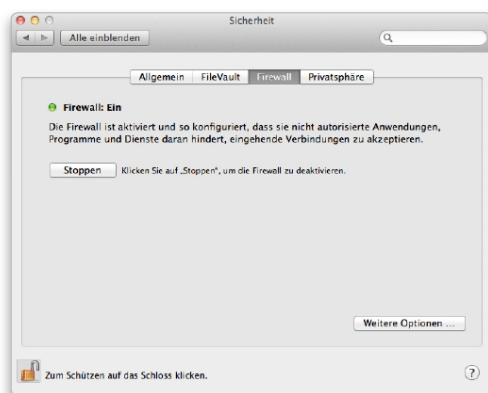 Sicherheit
Alle einblenden
Allgemein FileVault Firewall Privatsphäre
Firewall: Ein
Die Firewall ist aktiviert und so konfiguriert, dass sie nicht autorisierte Anwendungen,
Programme und Dienste daran hindert, eingehende Verbindungen zu akzeptieren.
Stoppen Klicken Sie auf „Stoppen“, um die Firewall zu deaktivieren.
Weitere Optionen ...
Zum Schützen auf das Schloss klicken. ?